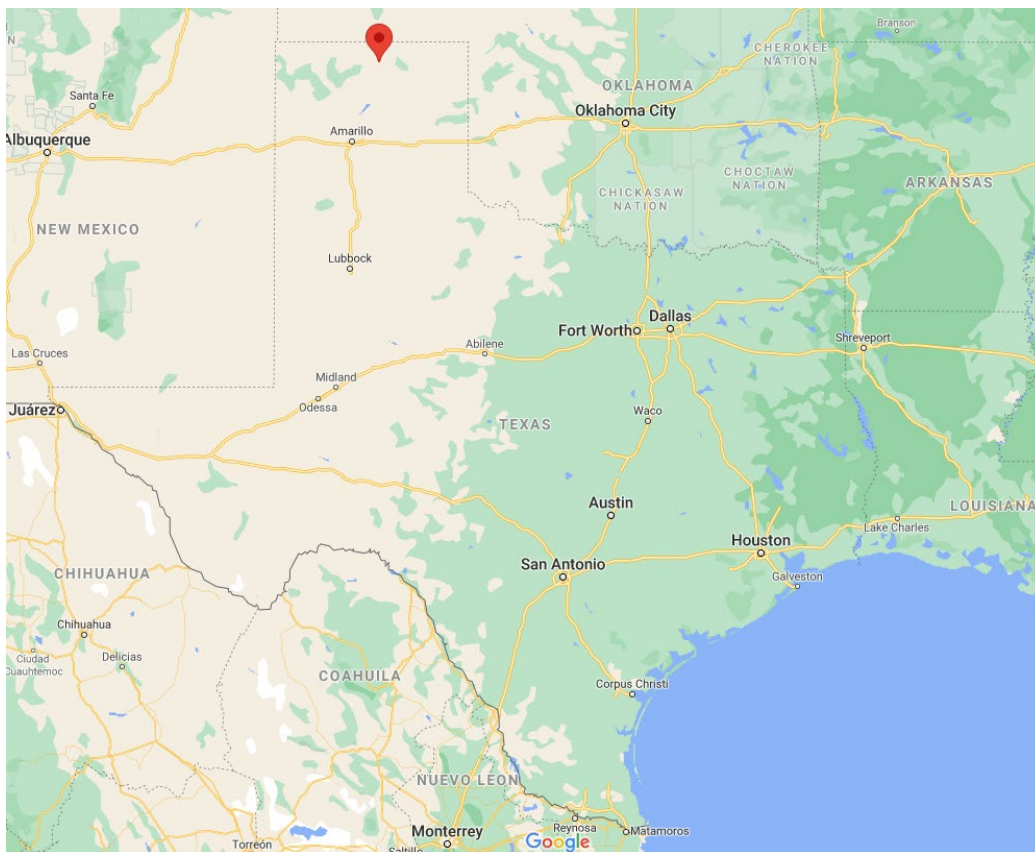 Branson
CHEROKEE
NATION
OKLAHOMA
Santa Fe
Oklahoma City
Albuquerque
Amarillo
CHOCTAW
NATION
ARKANSAS
CHICKASAW
NATION
NEW MEXICO
Lubbock
Dallas
Fort Worth
Las Cruces
Abilene
Shreveport
Midland
Odessa
Juárez
Waco
TEXAS
Austin
LOUISIANA
Lake Charles
Houston
San Antonio
CHIHUAHUA
Galveston
Chihuahua
Ciudad
Cuauhtemoc
Delicias
COAHUILA
Corpus Christi
NUEVO LEÓN
Monterrey
Reynosa
Matamoros
Google
Torreón
Saltillo